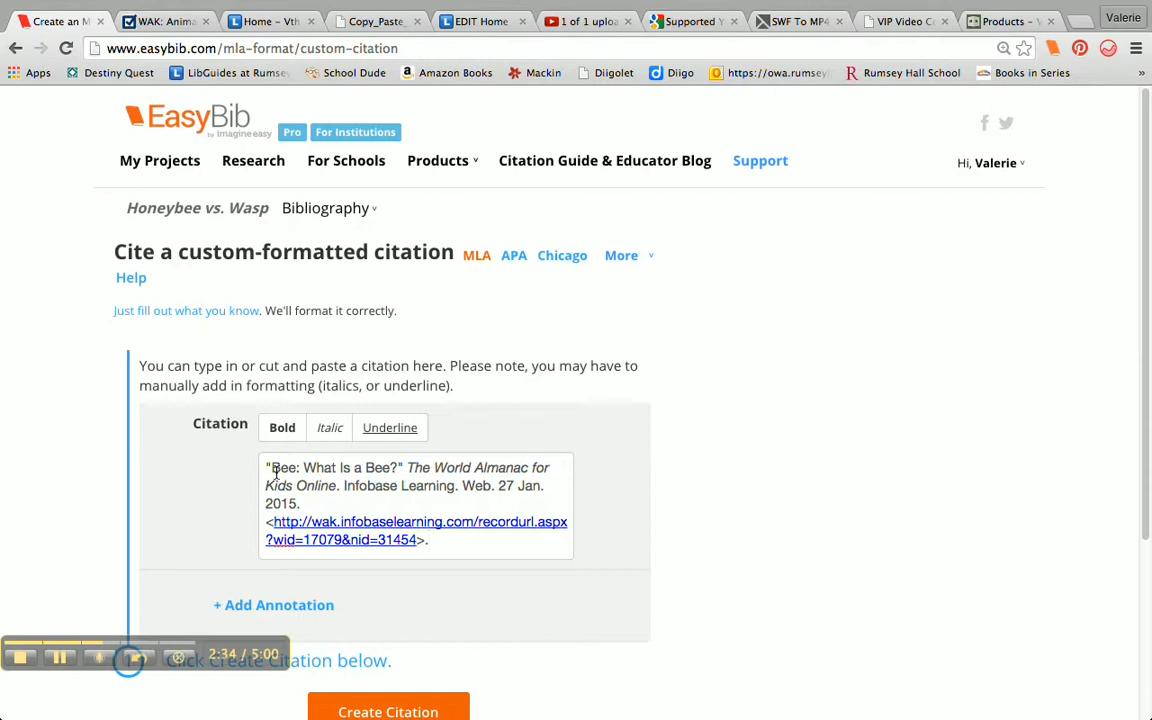 Create an M
WAK: Anima
Home – Vth
Copy_Paste_
EDIT Home
1 of 1 uploa
Supported Y
SWF To MP4
VIP Video C
Products – V
Valerie
www.easybib.com/mla-format/custom-citation
Apps
Destiny Quest
LibGuides at Rumse
School Dude
Amazon Books
Mackin
Diigolet
Diigo
https://owa.rumsey
Rumsey Hall School
Books in Series
»
EasyBib
by imagine easy
Pro
For Institutions
My Projects
Research
For Schools
Products
Citation Guide & Educator Blog
Support
Hi, Valerie
Honeybee vs. Wasp
Bibliography
Cite a custom-formatted citation
MLA
APA
Chicago
More
Help
Just fill out what you know. We'll format it correctly.
You can type in or cut and paste a citation here. Please note, you may have to
manually add in formatting (italics, or underline).
Citation
Bold
Italic
Underline
"Bee: What Is a Bee?" The World Almanac for
Kids Online. Infobase Learning. Web. 27 Jan.
2015.
<http://wak.infobaselearning.com/recordurl.aspx
?wid=17079&nid=31454>.
+ Add Annotation
2:34 / 5:00
Click Create Citation below.
Create Citation